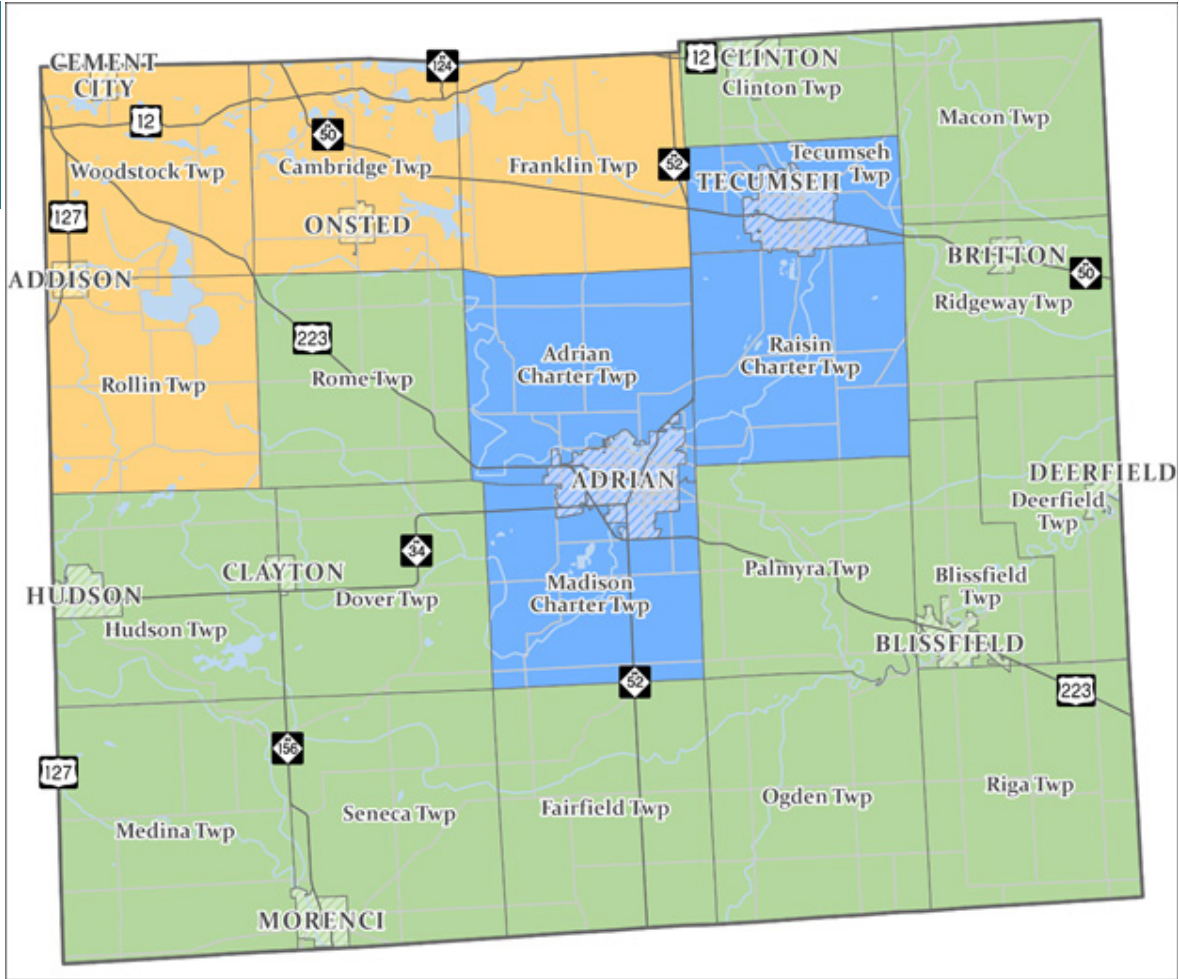 CEMENT
CITY
M
124
12
CLINTON
Clinton Twp
Macon Twp
12
M
50
Woodstock Twp
Cambridge Twp
Franklin Twp
M
52
Tecumseh
Twp
TECUMSEH
127
ONSTED
BRITTON
M
50
ADDISON
Ridgeway Twp
223
Adrian
Charter Twp
Raisin
Charter Twp
Rollin Twp
Rome Twp
ADRIAN
DEERFIELD
Deerfield
Twp
M
34
CLAYTON
HUDSON
Dover Twp
Hudson Twp
Madison
Charter Twp
Palmyra Twp
Blissfield
Twp
BLISSFIELD
M
52
223
M
156
127
Medina Twp
Seneca Twp
Fairfield Twp
Ogden Twp
Riga Twp
MORENCI